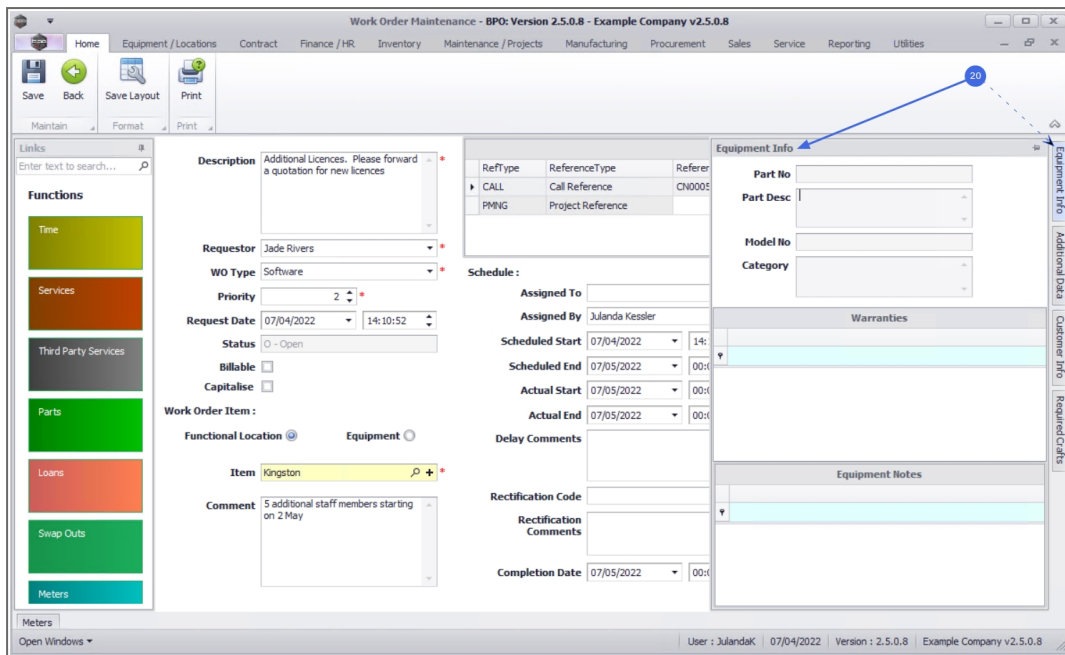 Work Order Maintenance - BPO: Version 2.5.0.8 - Example Company v2.5.0.8
Home Equipment / Locations Contract Finance / HR Inventory Maintenance / Projects Manufacturing Procurement Sales Service Reporting Utilities
Save Back Save Layout Print
Maintain Format Print
20
Links
Enter text to search...
Functions
Time
Services
Third Party Services
Parts
Loans
Swap Outs
Meters
Description Additional Licences. Please forward
a quotation for new licences
Requestor Jade Rivers
WO Type Software
Priority 2
Request Date 07/04/2022 14:10:52
Status O - Open
Billable
Capitalise
Work Order Item :
Functional Location Equipment
Item Kingston
Comment 5 additional staff members starting
on 2 May
RefType ReferenceType
CALL Call Reference CN0005
PMNG Project Reference
Schedule :
Assigned To
Assigned By Julanda Kessler
Scheduled Start 07/04/2022 14:
Scheduled End 07/05/2022
Actual Start 07/05/2022
Actual End 07/05/2022
Delay Comments
Rectification Code
Rectification
Comments
Completion Date 07/05/2022
Equipment Info
Part No
Part Desc
Model No
Category
Warranties
Equipment Notes
Equipment Info
Additional Data
Customer Info
Required Crafts
Meters
Open Windows User : JulandaK 07/04/2022 Version : 2.5.0.8 Example Company v2.5.0.8